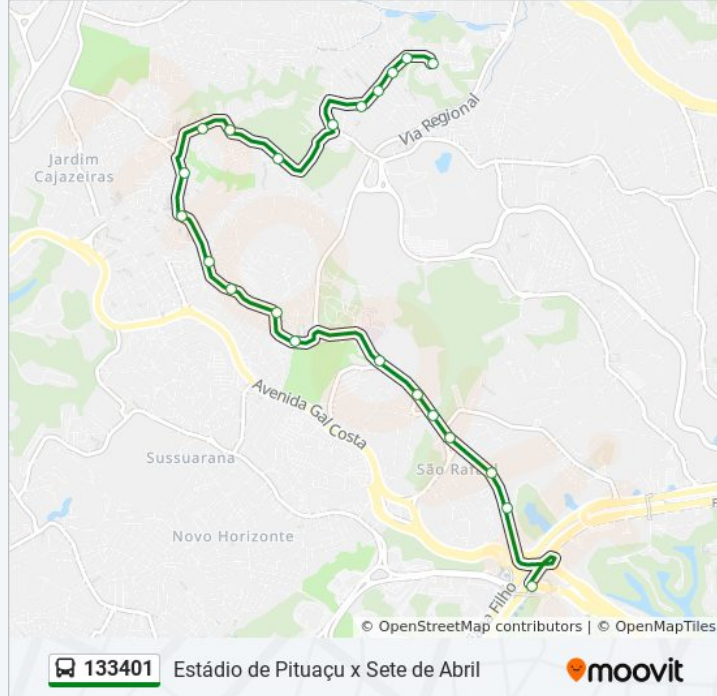 Via Regional
Jardim
Cajazeiras
Avenida Gal Costa
Sussuarana
São Rafael
Novo Horizonte
Filho
© OpenStreetMap contributors | © OpenMapTiles
133401 Estádio de Pituaçu x Sete de Abril
moovit